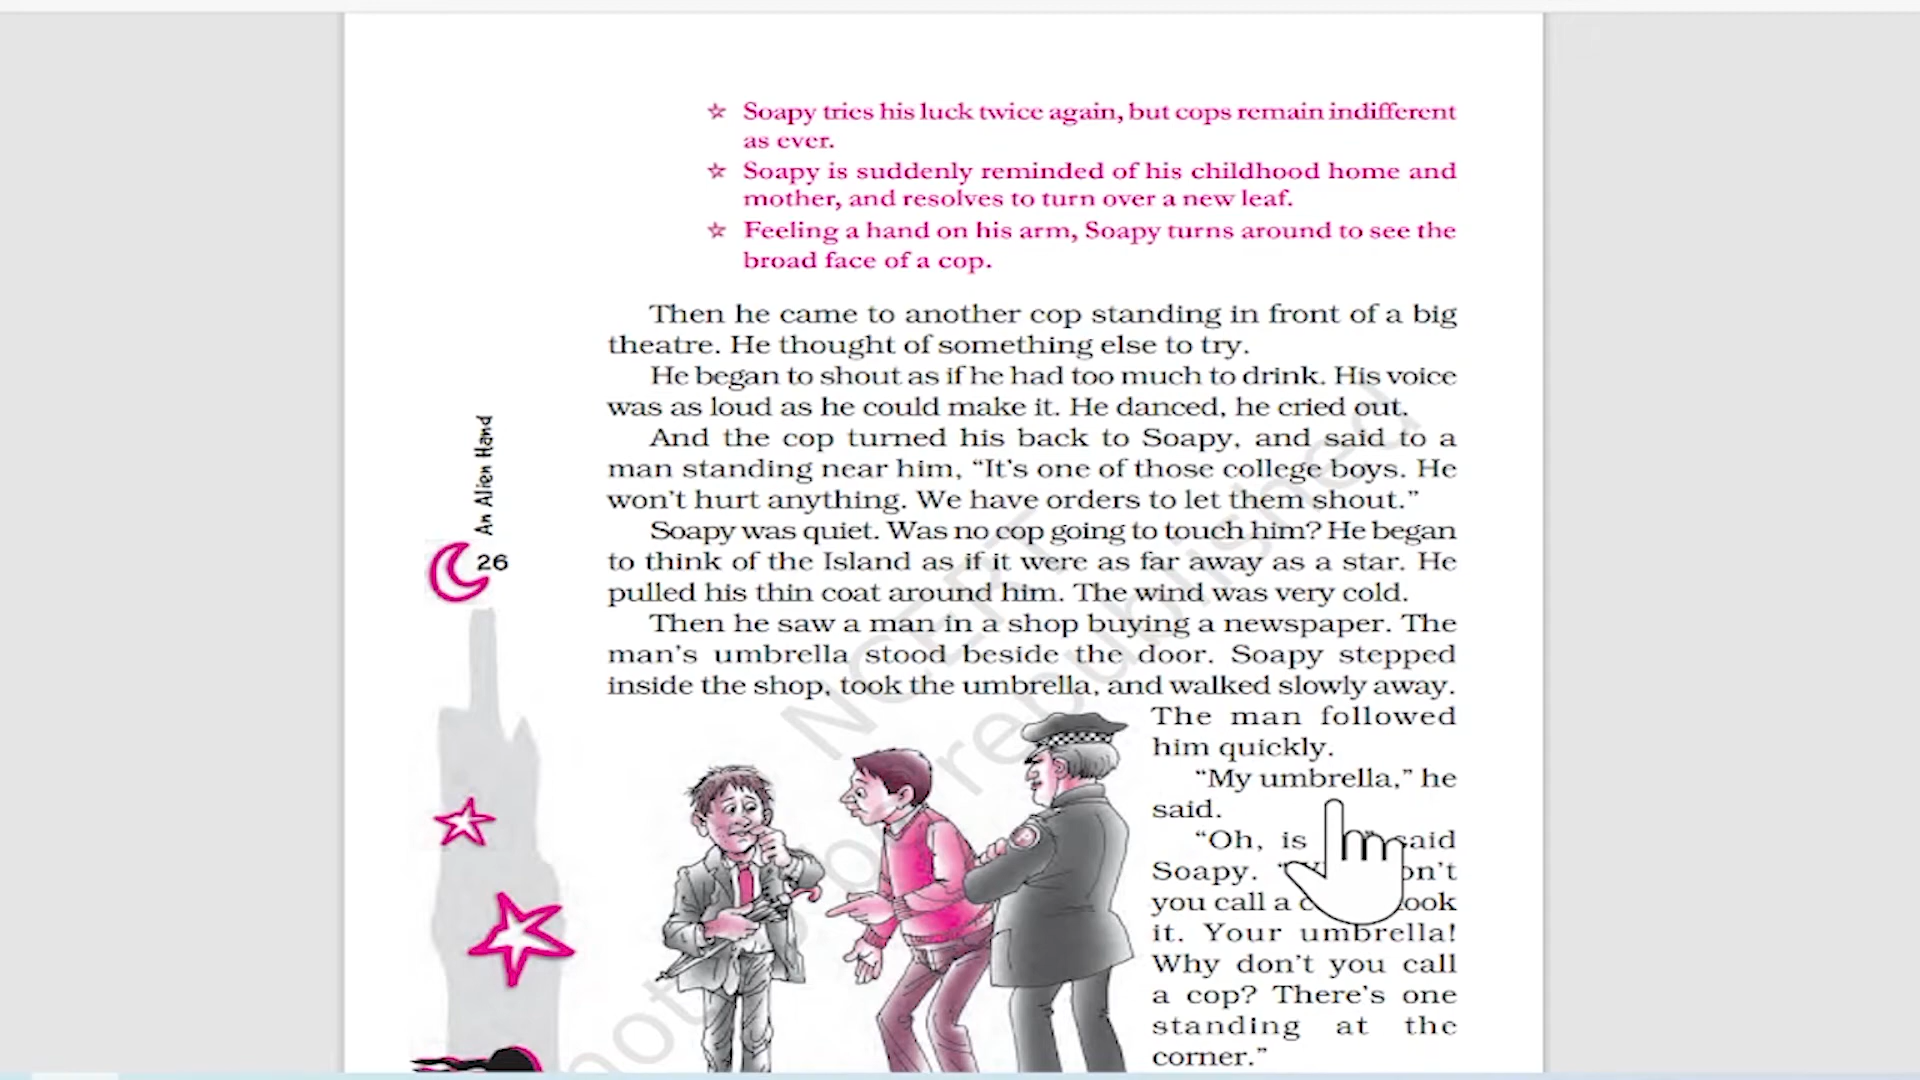 ☆ Soapy tries his luck twice again, but cops remain indifferent
as ever.
☆ Soapy is suddenly reminded of his childhood home and
mother, and resolves to turn over a new leaf.
☆ Feeling a hand on his arm, Soapy turns around to see the
broad face of a cop.
Then he came to another cop standing in front of a big
theatre. He thought of something else to try.
He began to shout as if he had too much to drink. His voice
was as loud as he could make it. He danced, he cried out.
And the cop turned his back to Soapy, and said to a
man standing near him, “It’s one of those college boys. He
won’t hurt anything. We have orders to let them shout.”
Soapy was quiet. Was no cop going to touch him? He began
to think of the Island as if it were as far away as a star. He
pulled his thin coat around him. The wind was very cold.
Then he saw a man in a shop buying a newspaper. The
man’s umbrella stood beside the door. Soapy stepped
inside the shop, took the umbrella, and walked slowly away.
The man followed
him quickly.
“My umbrella,” he
said.
“Oh, is said
Soapy.
you call a
it. Your umbrella!
Why don’t you call
a cop? There’s one
standing at the
corner.”
An Alien Hand
26
NCERT
not to be republished